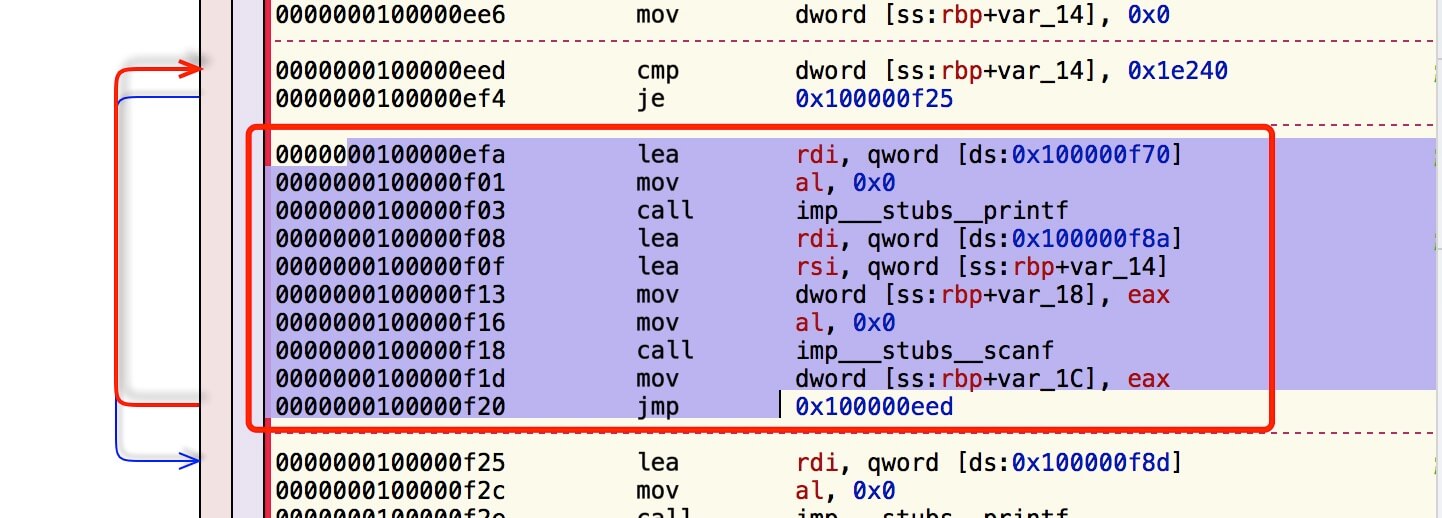 0000000100000ee6 mov dword [ss:rbp+var_14], 0x0
0000000100000eed cmp dword [ss:rbp+var_14], 0x1e240
0000000100000ef4 je 0x100000f25
0000000100000efa lea rdi, qword [ds:0x100000f70]
0000000100000f01 mov al, 0x0
0000000100000f03 call imp___stubs__printf
0000000100000f08 lea rdi, qword [ds:0x100000f8a]
0000000100000f0f lea rsi, qword [ss:rbp+var_14]
0000000100000f13 mov dword [ss:rbp+var_18], eax
0000000100000f16 mov al, 0x0
0000000100000f18 call imp___stubs__scanf
0000000100000f1d mov dword [ss:rbp+var_1C], eax
0000000100000f20 jmp 0x100000eed
0000000100000f25 lea rdi, qword [ds:0x100000f8d]
0000000100000f2c mov al, 0x0
0000000100000f2e call imp___stubs__printf